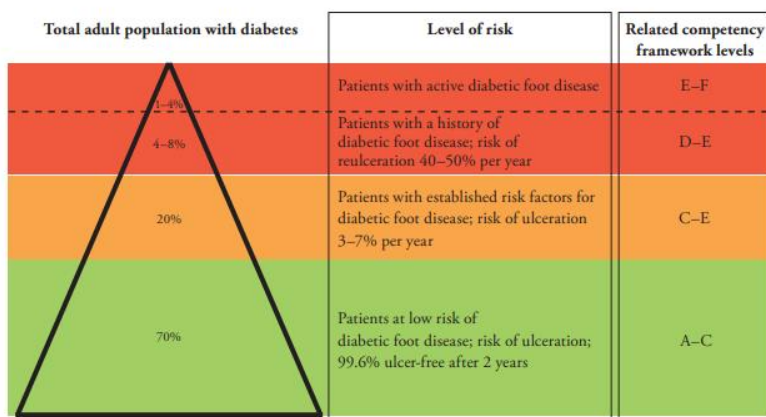 Total adult population with diabetes
Level of risk
Related competency
framework levels
1–4%
Patients with active diabetic foot disease
E–F
4–8%
Patients with a history of
diabetic foot disease; risk of
reulceration 40–50% per year
D–E
20%
Patients with established risk factors for
diabetic foot disease; risk of ulceration
3–7% per year
C–E
70%
Patients at low risk of
diabetic foot disease; risk of ulceration;
99.6% ulcer-free after 2 years
A–C